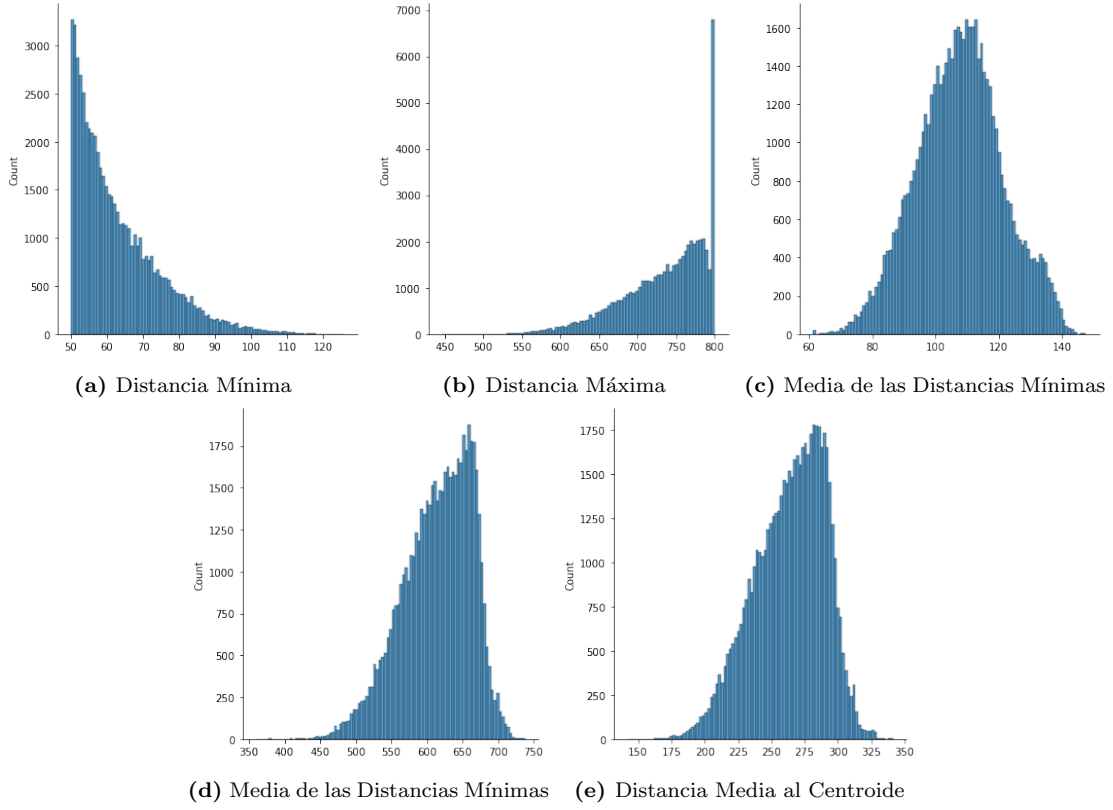 3000
2500
2000
1500
1000
500
0
Count
50 60 70 80 90 100 110 120
(a) Distancia Mínima
7000
6000
5000
4000
3000
2000
1000
0
Count
450 500 550 600 650 700 750 800
(b) Distancia Máxima
1600
1400
1200
1000
800
600
400
200
0
Count
60 80 100 120 140
(c) Media de las Distancias Mínimas
1750
1500
1250
1000
750
500
250
0
Count
350 400 450 500 550 600 650 700 750
(d) Media de las Distancias Mínimas
1750
1500
1250
1000
750
500
250
0
Count
150 175 200 225 250 275 300 325 350
(e) Distancia Media al Centroide